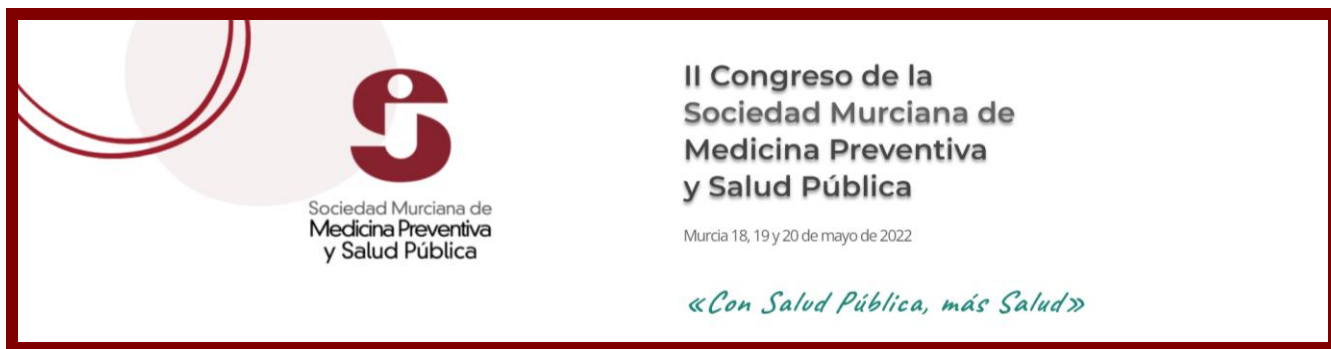 Sociedad Murciana de
Medicina Preventiva
y Salud Pública
II Congreso de la
Sociedad Murciana de
Medicina Preventiva
y Salud Pública
Murcia 18, 19 y 20 de mayo de 2022
«Con Salud Pública, más Salud»